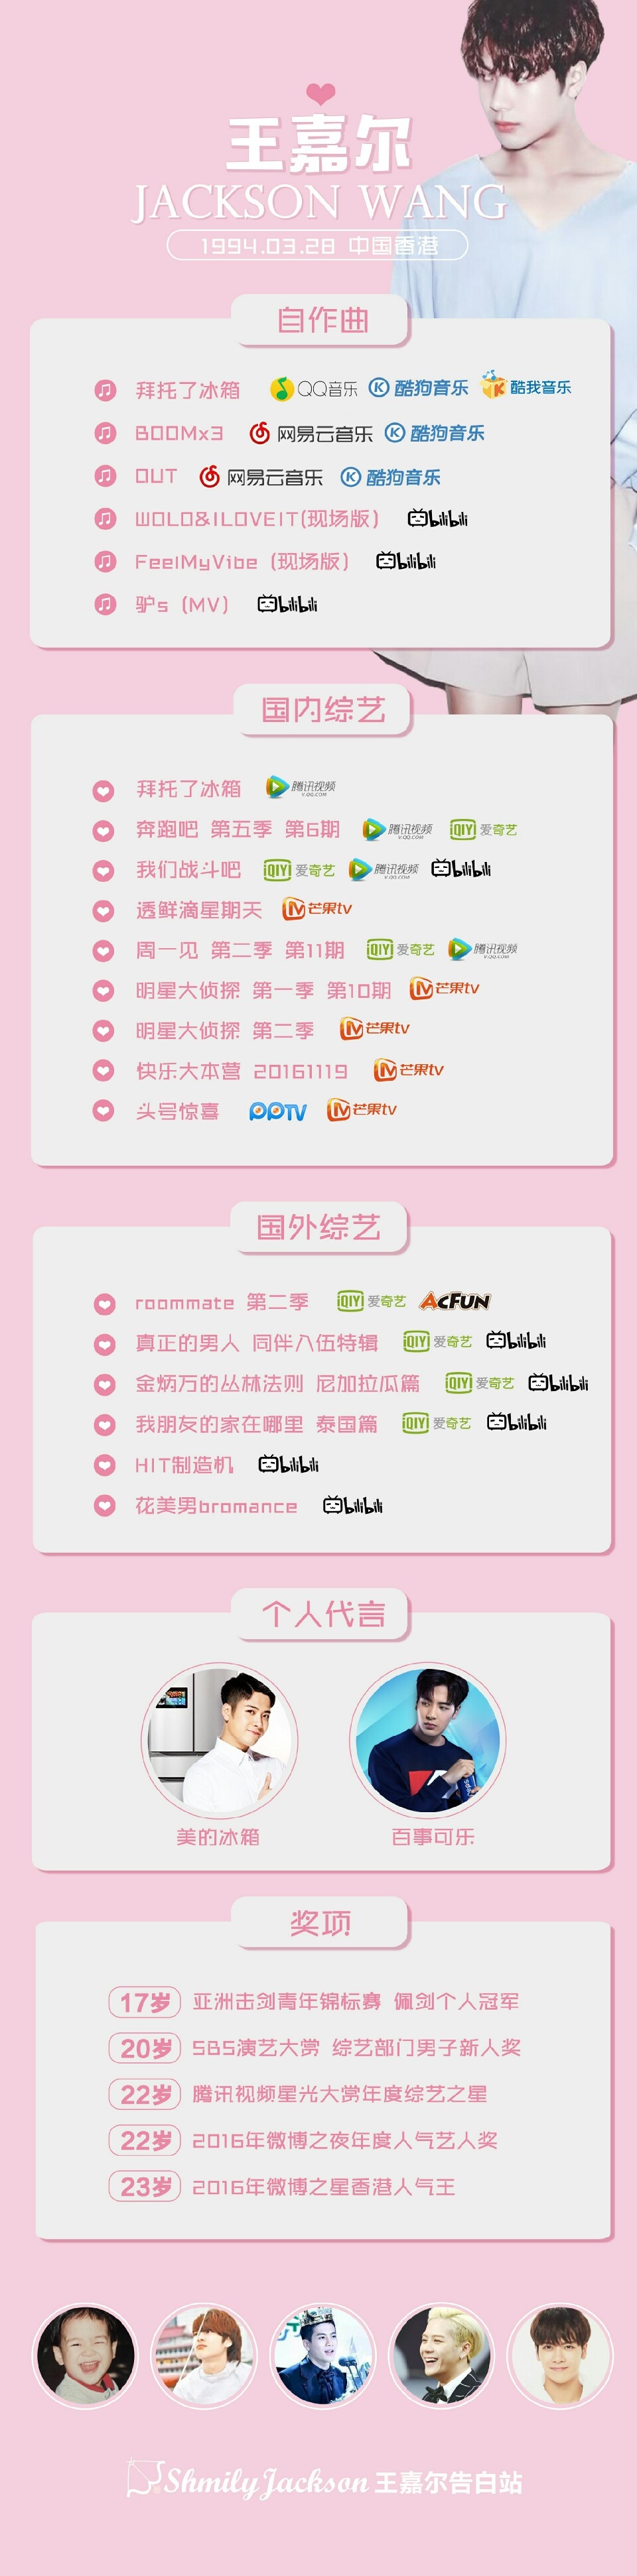 王嘉尔
JACKSON WANG
1994.03.28 中国香港
自作曲
拜托了冰箱 QQ音乐 酷狗音乐 酷我音乐
BOOMx3 网易云音乐 酷狗音乐
OUT 网易云音乐 酷狗音乐
WOLO&ILOVEIT(现场版) bilibili
FeelMyVibe (现场版) bilibili
驴s (MV) bilibili
国内综艺
拜托了冰箱 腾讯视频 V.QQ.COM
奔跑吧 第五季 第6期 腾讯视频 V.QQ.COM iQIYI 爱奇艺
我们战斗吧 iQIYI 爱奇艺 腾讯视频 V.QQ.COM bilibili
透鲜滴星期天 芒果tv
周一见 第二季 第11期 iQIYI 爱奇艺 腾讯视频 V.QQ.COM
明星大侦探 第一季 第10期 芒果tv
明星大侦探 第二季 芒果tv
快乐大本营 20161119 芒果tv
头号惊喜 PPTV 芒果tv
国外综艺
roommate 第二季 iQIYI 爱奇艺 ACFUN
真正的男人 同伴入伍特辑 iQIYI 爱奇艺 bilibili
金炳万的丛林法则 尼加拉瓜篇 iQIYI 爱奇艺 bilibili
我朋友的家在哪里 泰国篇 iQIYI 爱奇艺 bilibili
HIT制造机 bilibili
花美男bromance bilibili
个人代言
美的冰箱 百事可乐
奖项
17岁 亚洲击剑青年锦标赛 佩剑个人冠军
20岁 SBS演艺大赏 综艺部门男子新人奖
22岁 腾讯视频星光大赏年度综艺之星
22岁 2016年微博之夜年度人气艺人奖
23岁 2016年微博之星香港人气王
Shmily Jackson 王嘉尔告白站